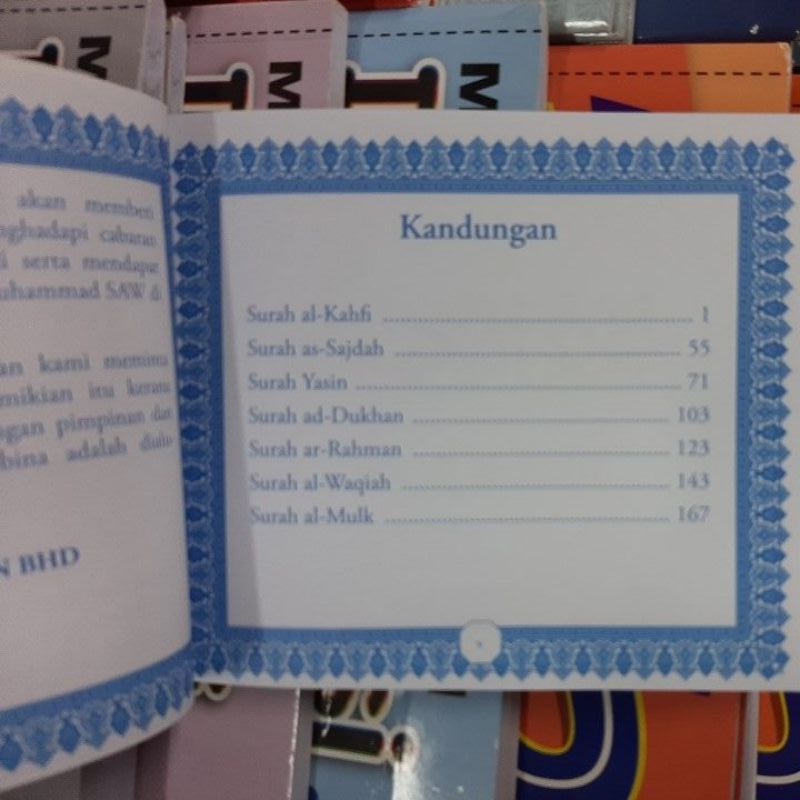 akan memberi
nghadapi cabaran
i serta mendapat
uhammad SAW di
an kami meminta
mikian itu kerana
ngan pimpinan dan
bina adalah dulu
N BHD
Kandungan
Surah al-Kahfi ........ 1
Surah as-Sajdah ........ 55
Surah Yasin ........ 71
Surah ad-Dukhan ........ 103
Surah ar-Rahman ........ 123
Surah al-Waqiah ........ 143
Surah al-Mulk ........ 167